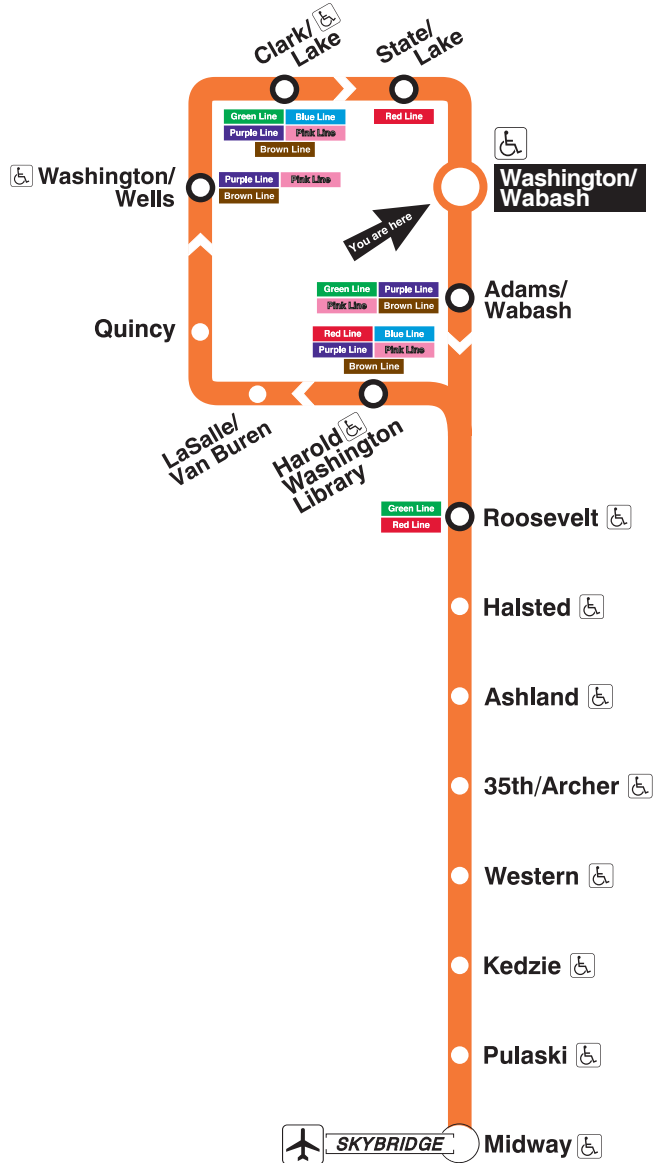 Clark/
Lake
State/
Lake
Green Line
Blue Line
Purple Line
Pink Line
Brown Line
Red Line
Washington/
Wells
Purple Line
Pink Line
Brown Line
Washington/
Wabash
You are here
Green Line
Purple Line
Pink Line
Brown Line
Adams/
Wabash
Quincy
Red Line
Blue Line
Purple Line
Pink Line
Brown Line
LaSalle/
Van Buren
Harold
Washington
Library
Green Line
Red Line
Roosevelt
Halsted
Ashland
35th/Archer
Western
Kedzie
Pulaski
SKYBRIDGE
Midway